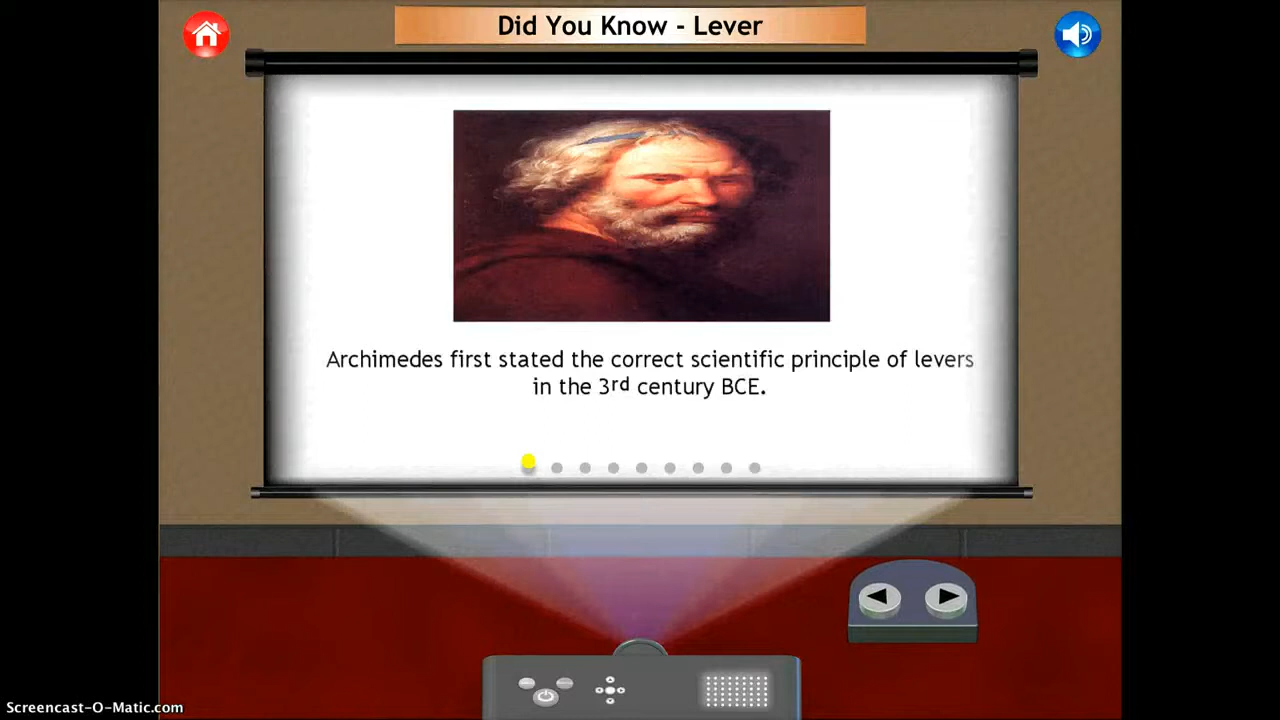 Did You Know - Lever
Archimedes first stated the correct scientific principle of levers
in the 3rd century BCE.
Screencast-O-Matic.com